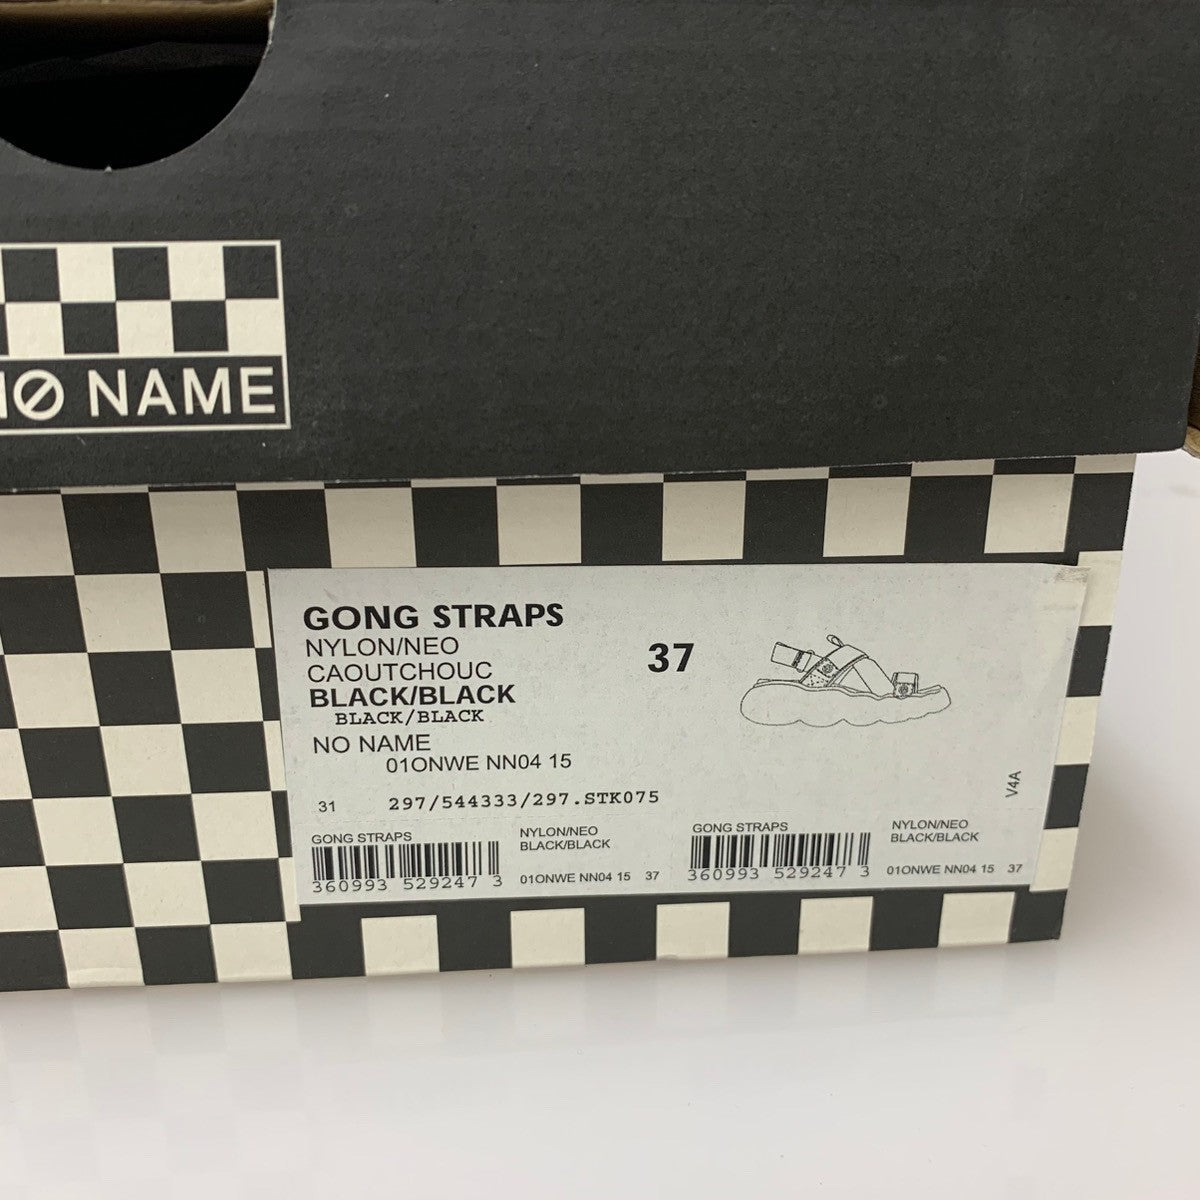 NØ NAME
GONG STRAPS
NYLON/NEO
CAOUTCHOUC
BLACK/BLACK
BLACK/BLACK
NO NAME
01ONWE NN04 15
37
31 297/544333/297.STK075
V4A
GONG STRAPS
360993 529247 3
NYLON/NEO
BLACK/BLACK
01ONWE NN04 15 37
GONG STRAPS
360993 529247 3
NYLON/NEO
BLACK/BLACK
01ONWE NN04 15 37